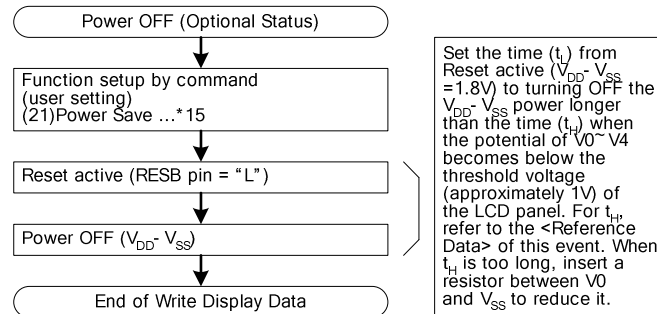 Power OFF (Optional Status)
Function setup by command
(user setting)
(21)Power Save ...*15
Reset active (RESB pin = “L”)
Power OFF (VDD- VSS)
End of Write Display Data
Set the time (tL) from
Reset active (VDD- VSS
=1.8V) to turning OFF the
VDD- VSS power longer
than the time (tH) when
the potential of V0~ V4
becomes below the
threshold voltage
(approximately 1V) of
the LCD panel. For tH,
refer to the <Reference
Data> of this event. When
tH is too long, insert a
resistor between V0
and VSS to reduce it.